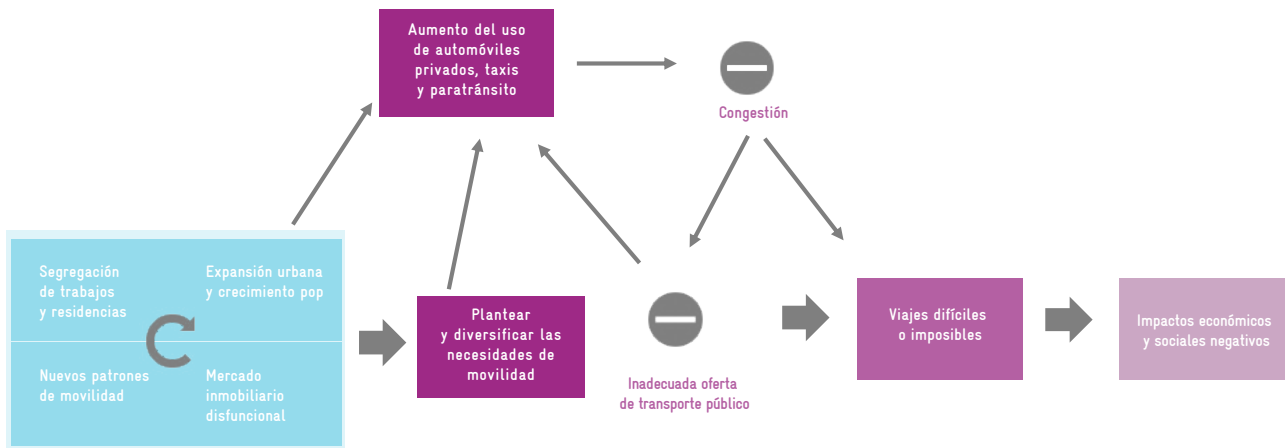 Aumento del uso
de automóviles
privados, taxis
y paratránsito
Congestión
Segregación
de trabajos
y residencias
Expansión urbana
y crecimiento pop
Nuevos patrones
de movilidad
Mercado
inmobiliario
disfuncional
Plantear
y diversificar las
necesidades de
movilidad
Inadecuada oferta
de transporte público
Viajes difíciles
o imposibles
Impactos económicos
y sociales negativos